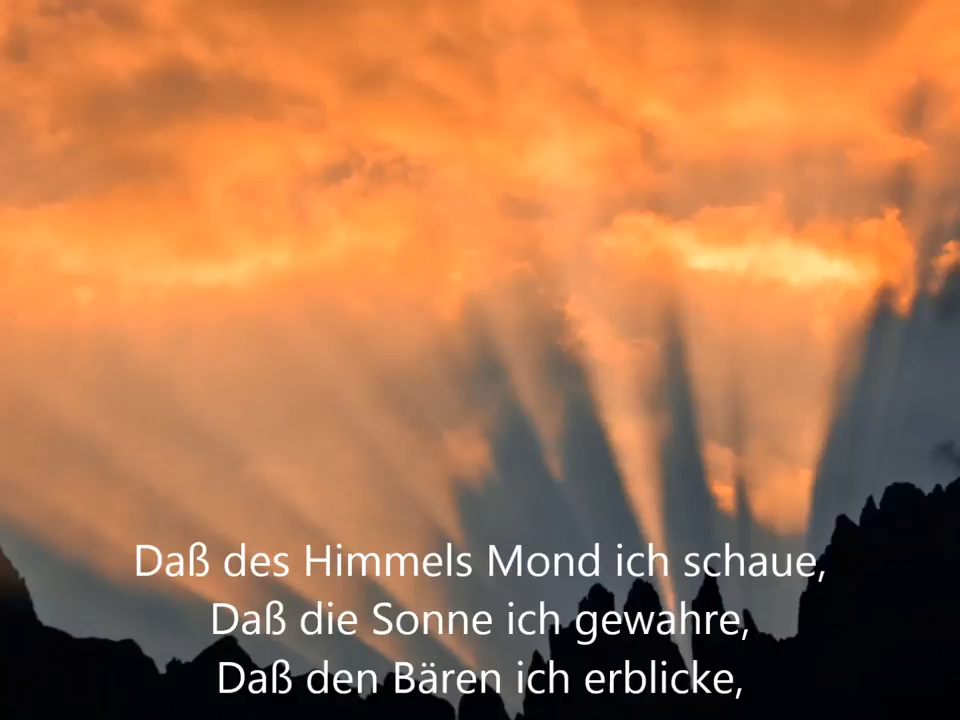 Daß des Himmels Mond ich schaue,
Daß die Sonne ich gewahre,
Daß den Bären ich erblicke,